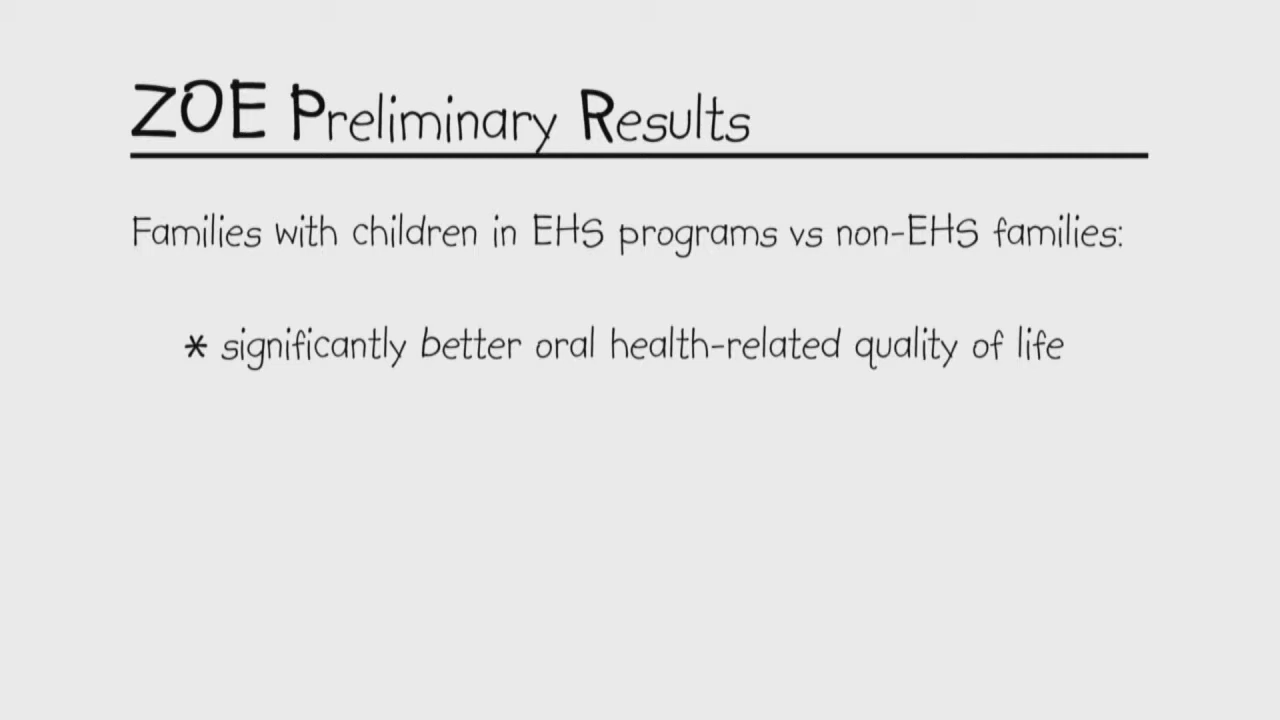 ZOE Preliminary Results
Families with children in EHS programs vs non-EHS families:
* significantly better oral health-related quality of life